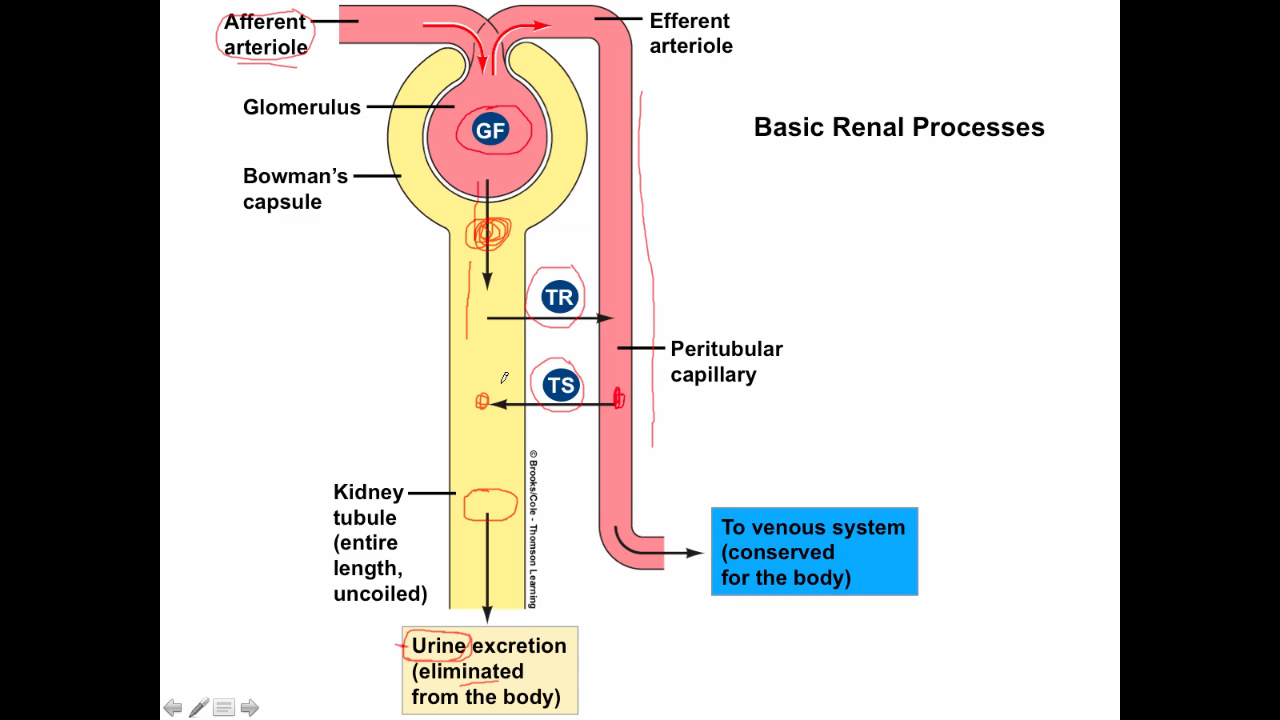 Afferent
arteriole
Efferent
arteriole
Glomerulus
GF
Basic Renal Processes
Bowman's
capsule
TR
Peritubular
capillary
TS
© Brooks/Cole - Thomson Learning
Kidney
tubule
(entire
length,
uncoiled)
To venous system
(conserved
for the body)
Urine excretion
(eliminated
from the body)